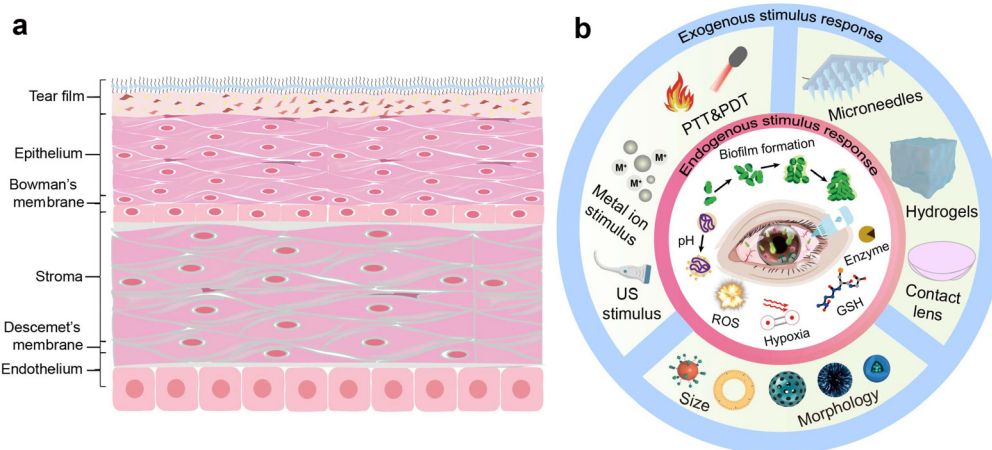 a
Tear film
Epithelium
Bowman's
membrane
Stroma
Descemet's
membrane
Endothelium
b
Exogenous stimulus response
PTT&PDT
Microneedles
M⁺
M⁺
M⁺
M⁺
Metal ion
stimulus
Hydrogels
US
stimulus
Contact
lens
Size
Morphology
Endogenous stimulus response
Biofilm formation
pH
Enzyme
ROS
Hypoxia
GSH